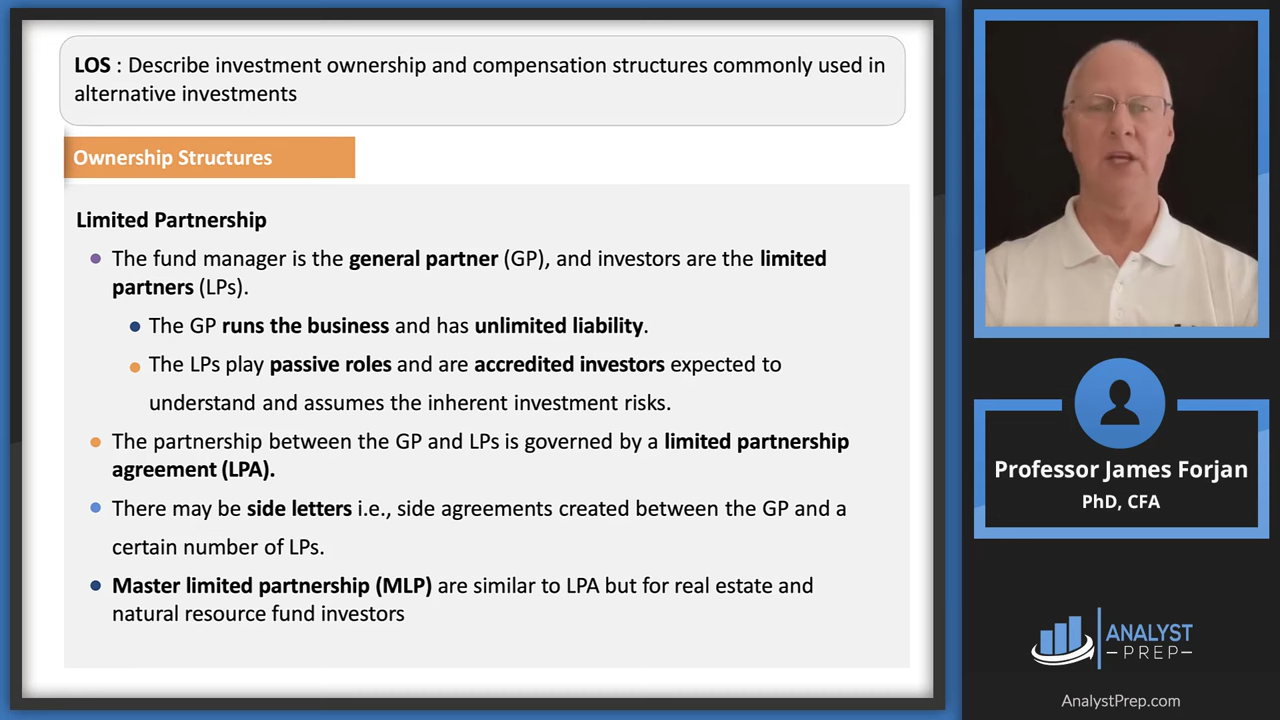 LOS : Describe investment ownership and compensation structures commonly used in
alternative investments
Ownership Structures
Limited Partnership
The fund manager is the general partner (GP), and investors are the limited
partners (LPs).
The GP runs the business and has unlimited liability.
The LPs play passive roles and are accredited investors expected to
understand and assumes the inherent investment risks.
The partnership between the GP and LPs is governed by a limited partnership
agreement (LPA).
There may be side letters i.e., side agreements created between the GP and a
certain number of LPs.
Master limited partnership (MLP) are similar to LPA but for real estate and
natural resource fund investors
Professor James Forjan
PhD, CFA
ANALYST
PREP
AnalystPrep.com